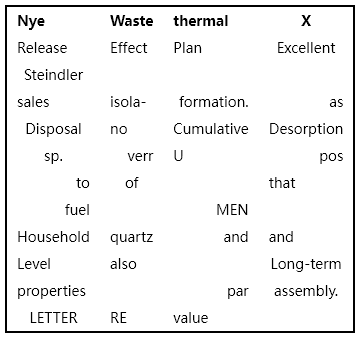 Nye Waste thermal X
Release Effect Plan Excellent
Steindler
sales isola- formation. as
Disposal no Cumulative Desorption
sp. verr U pos
to of that
fuel MEN
Household quartz and and
Level also Long-term
properties par assembly.
LETTER RE value